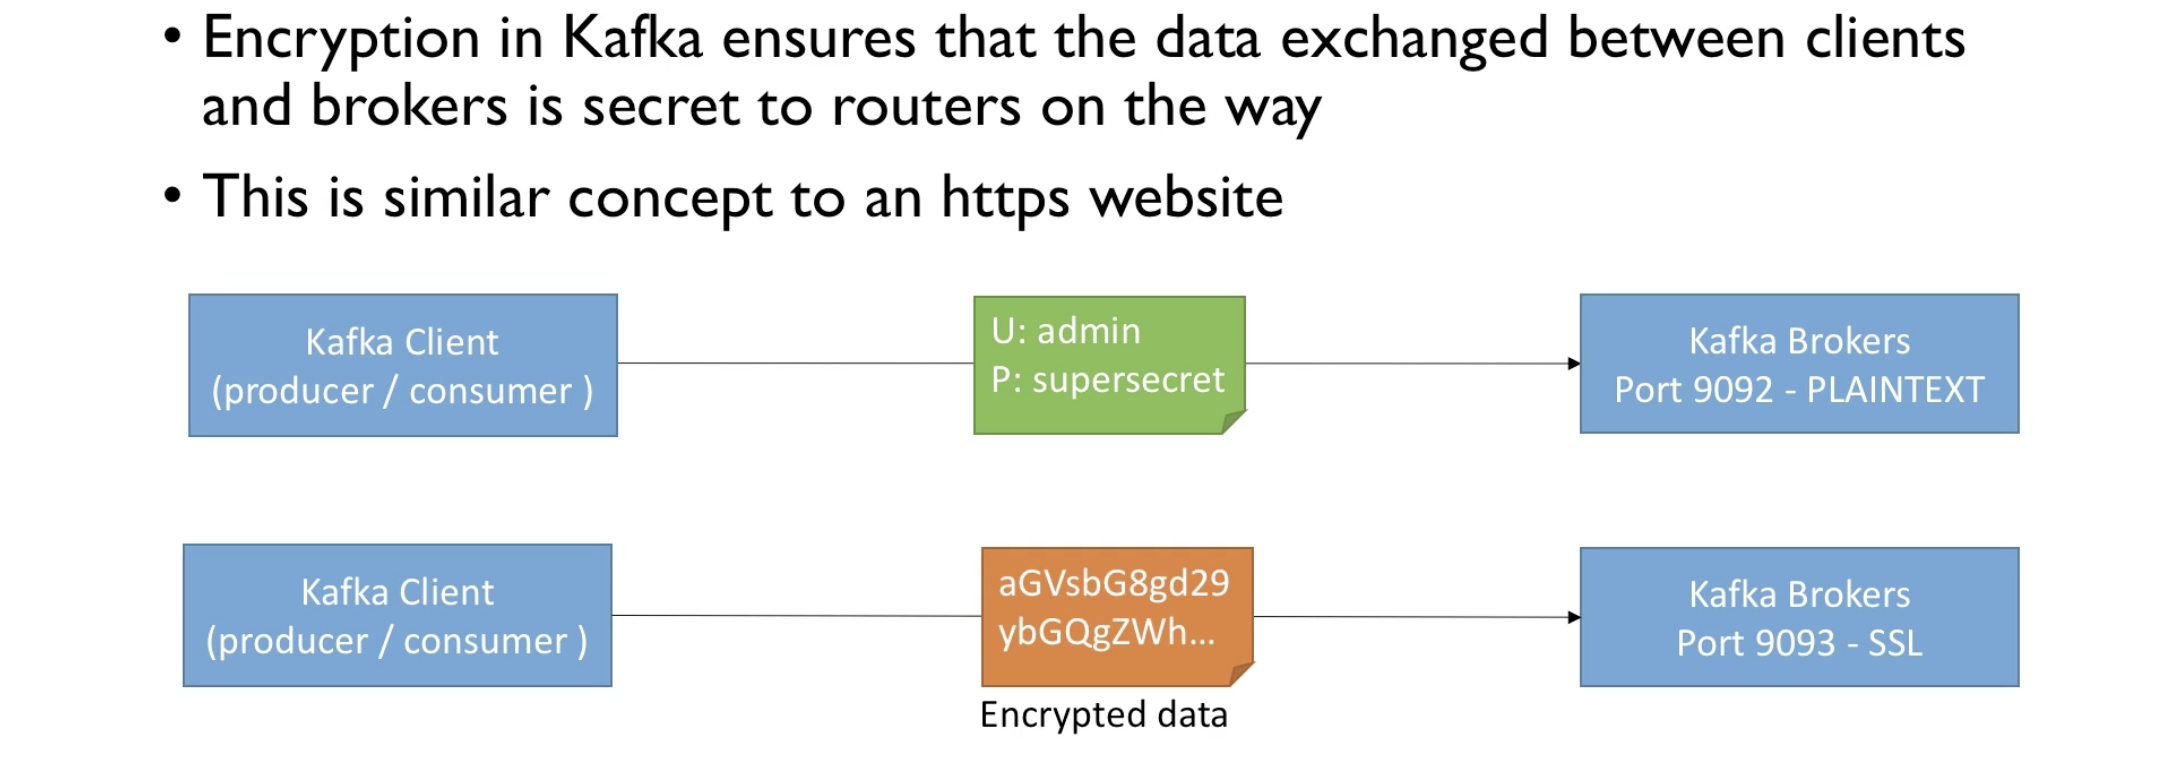 • Encryption in Kafka ensures that the data exchanged between clients
and brokers is secret to routers on the way
• This is similar concept to an https website
Kafka Client
(producer / consumer )
U: admin
P: supersecret
Kafka Brokers
Port 9092 - PLAINTEXT
Kafka Client
(producer / consumer )
aGVsbG8gd29
ybGQgZWh...
Encrypted data
Kafka Brokers
Port 9093 - SSL